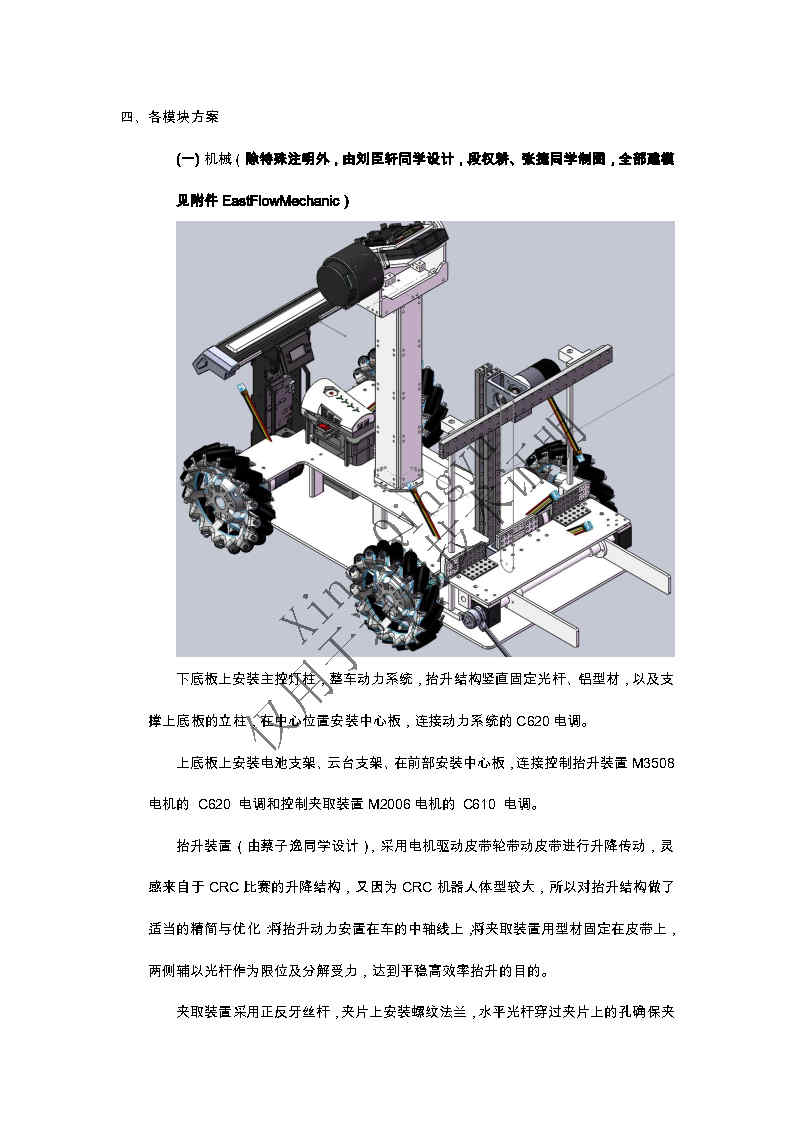 四、各模块方案
(一) 机械（除特殊注明外，由刘臣轩同学设计，段权耕、张捷同学制图，全部建模
见附件 EastFlowMechanic）
下底板上安装主控灯柱，整车动力系统，抬升结构竖直固定光杆、铝型材，以及支
撑上底板的立柱，在中心位置安装中心板，连接动力系统的 C620 电调。
上底板上安装电池支架、云台支架、在前部安装中心板，连接控制抬升装置 M3508
电机的 C620 电调和控制夹取装置 M2006 电机的 C610 电调。
抬升装置（由蔡子逸同学设计），采用电机驱动皮带轮带动皮带进行升降传动，灵
感来自于 CRC 比赛的升降结构，又因为 CRC 机器人体型较大，所以对抬升结构做了
适当的精简与优化：将抬升动力安置在车的中轴线上，将夹取装置用型材固定在皮带上，
两侧辅以光杆作为限位及分解受力，达到平稳高效率抬升的目的。
夹取装置采用正反牙丝杆，夹片上安装螺纹法兰，水平光杆穿过夹片上的孔确保夹
仅用于